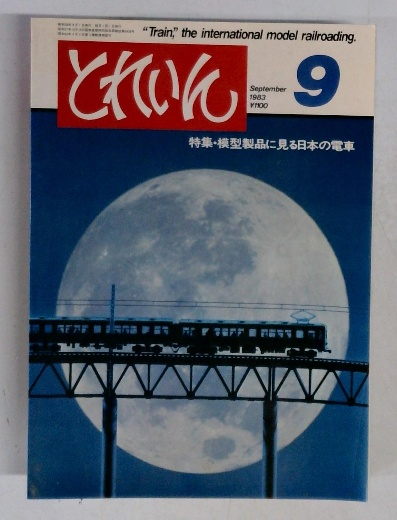 "Train," the international model railroading.
とれいん
September
1983
¥1100
9
特集・模型製品に見る日本の電車